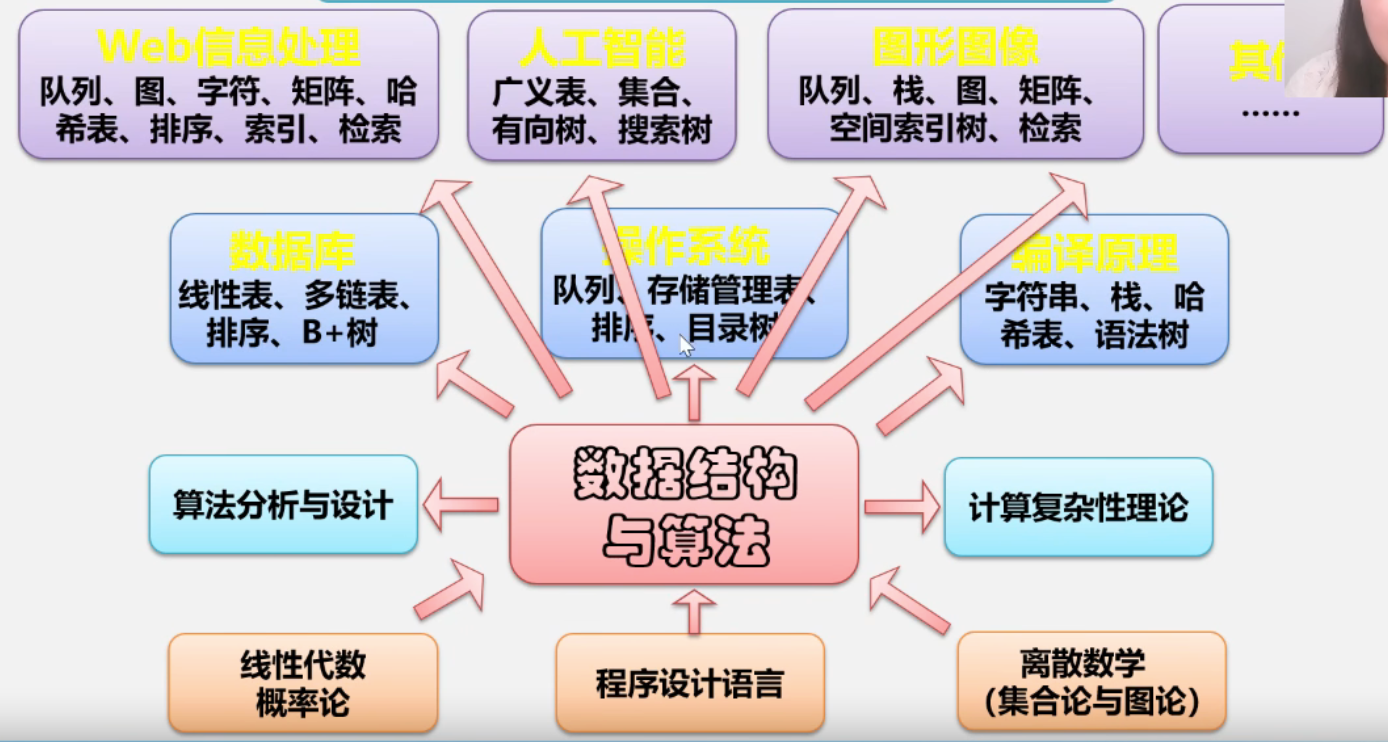 Web信息处理
队列、图、字符、矩阵、哈
希表、排序、索引、检索
人工智能
广义表、集合、
有向树、搜索树
图形图像
队列、栈、图、矩阵、
空间索引树、检索
其
……
数据库
线性表、多链表、
排序、B+树
操作系统
队列、存储管理表、
排序、目录树
编译原理
字符串、栈、哈
希表、语法树
算法分析与设计
数据结构
与算法
计算复杂性理论
线性代数
概率论
程序设计语言
离散数学
（集合论与图论）